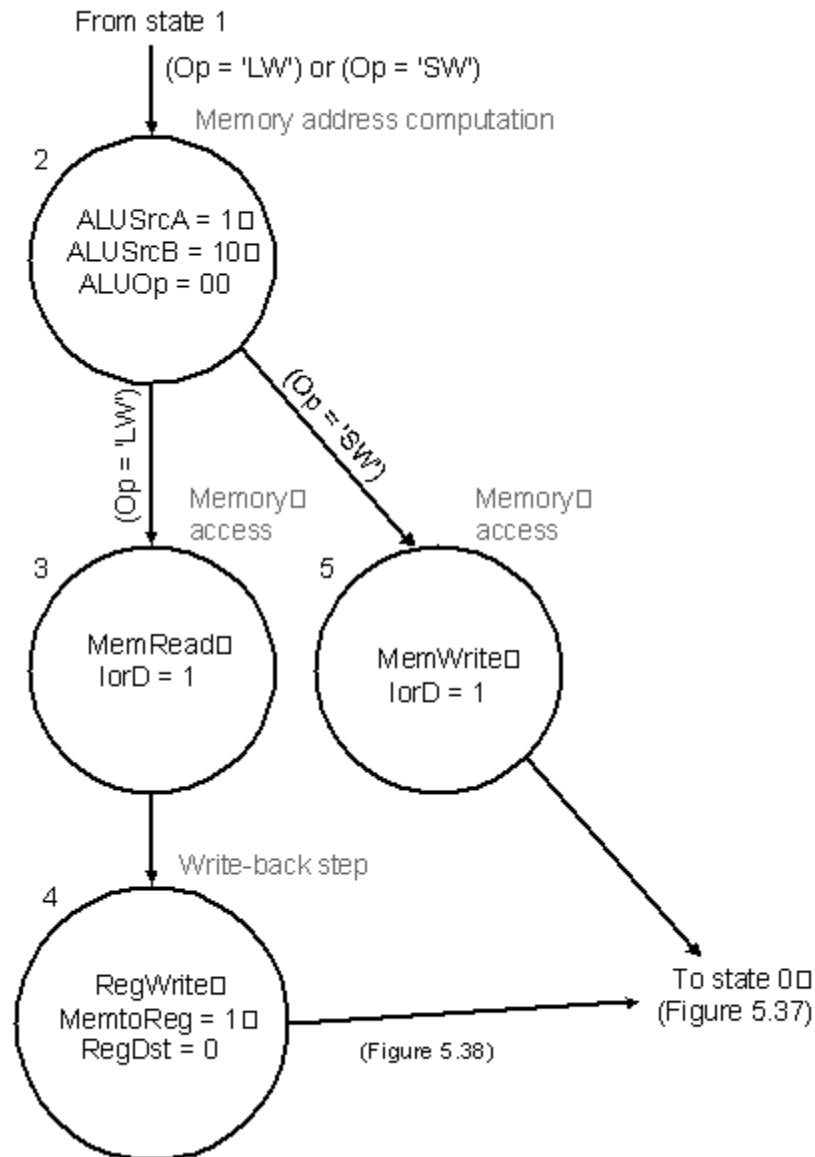 From state 1
(Op = 'LW') or (Op = 'SW')
Memory address computation
2
ALUSrcA = 1
ALUSrcB = 10
ALUOp = 00
(Op = 'LW')
(Op = 'SW')
Memory
access
Memory
access
3
5
MemRead
IorD = 1
MemWrite
IorD = 1
Write-back step
4
RegWrite
MemtoReg = 1
RegDst = 0
To state 0
(Figure 5.37)
(Figure 5.38)